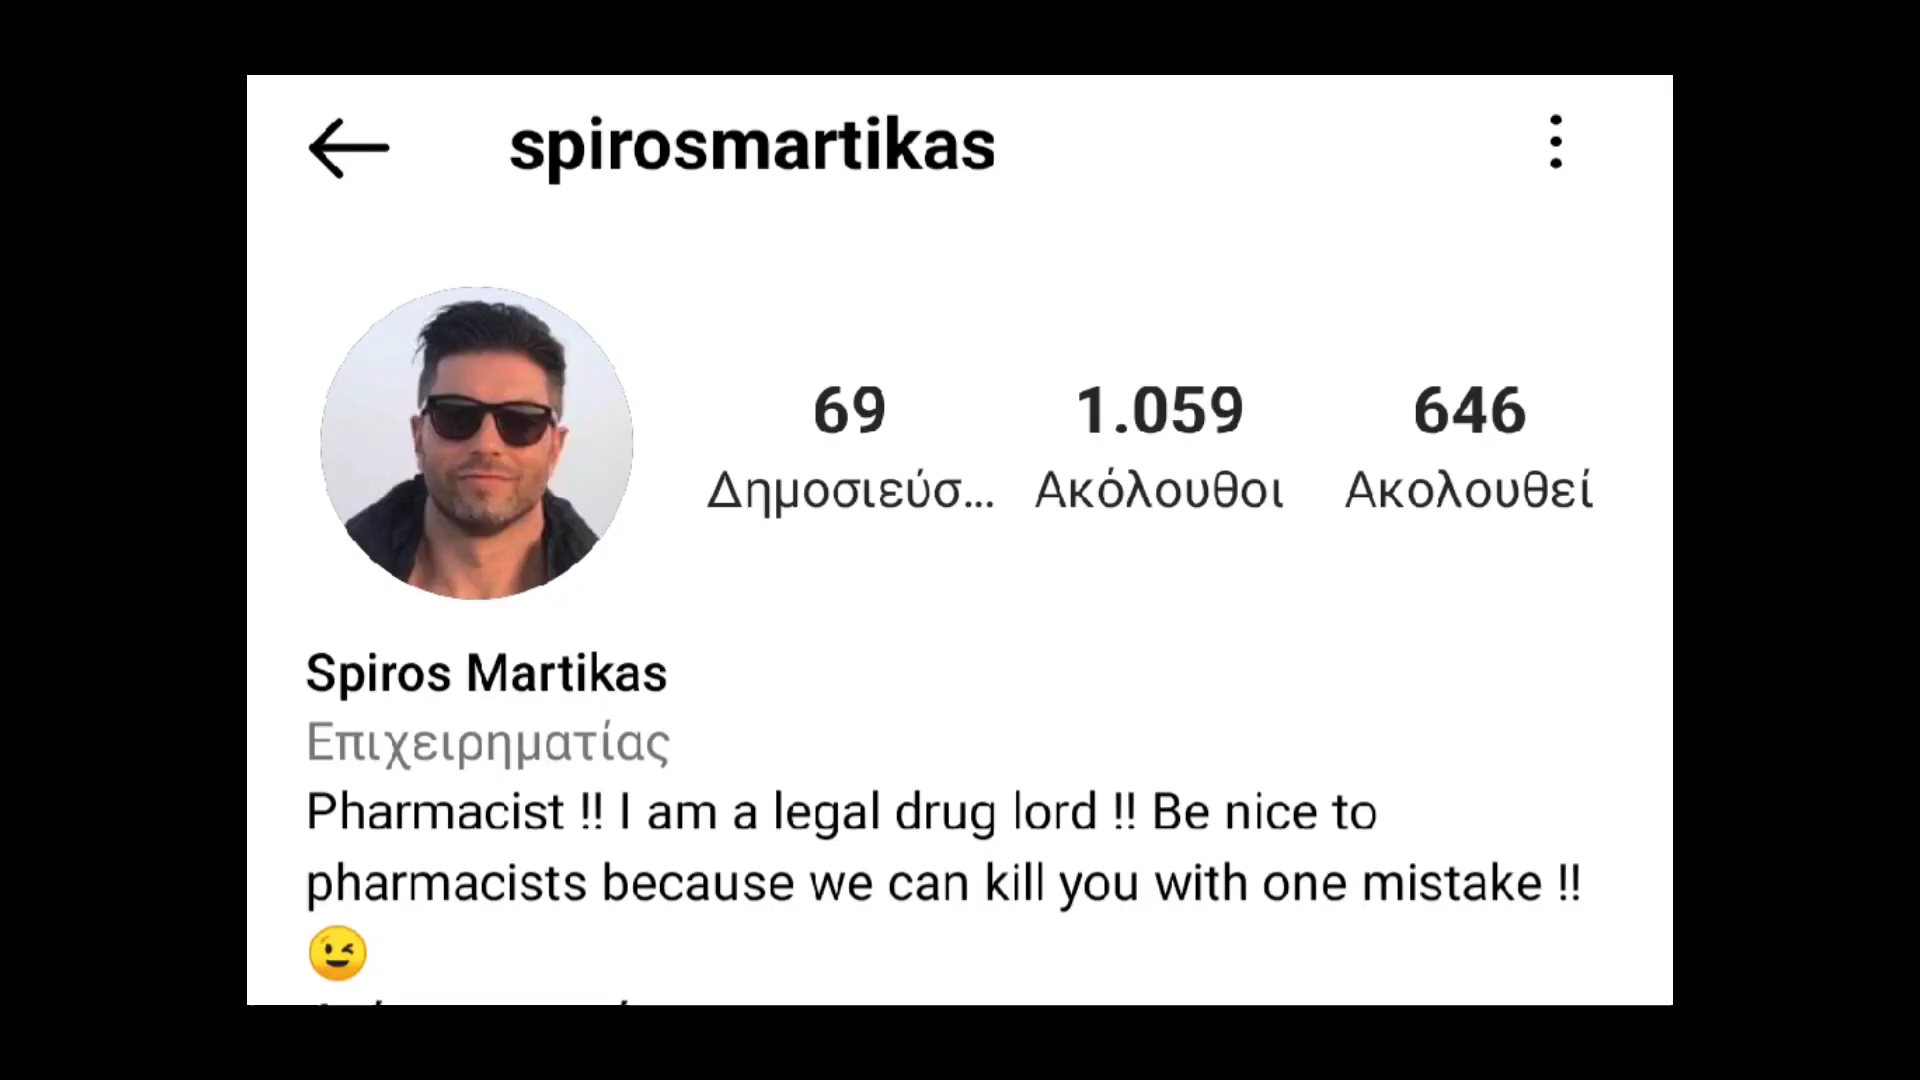 spirosmartikas
69 1.059 646
Δημοσιεύσ... Ακόλουθοι Ακολουθεί
Spiros Martikas
Επιχειρηματίας
Pharmacist !! I am a legal drug lord !! Be nice to
pharmacists because we can kill you with one mistake !!
😉